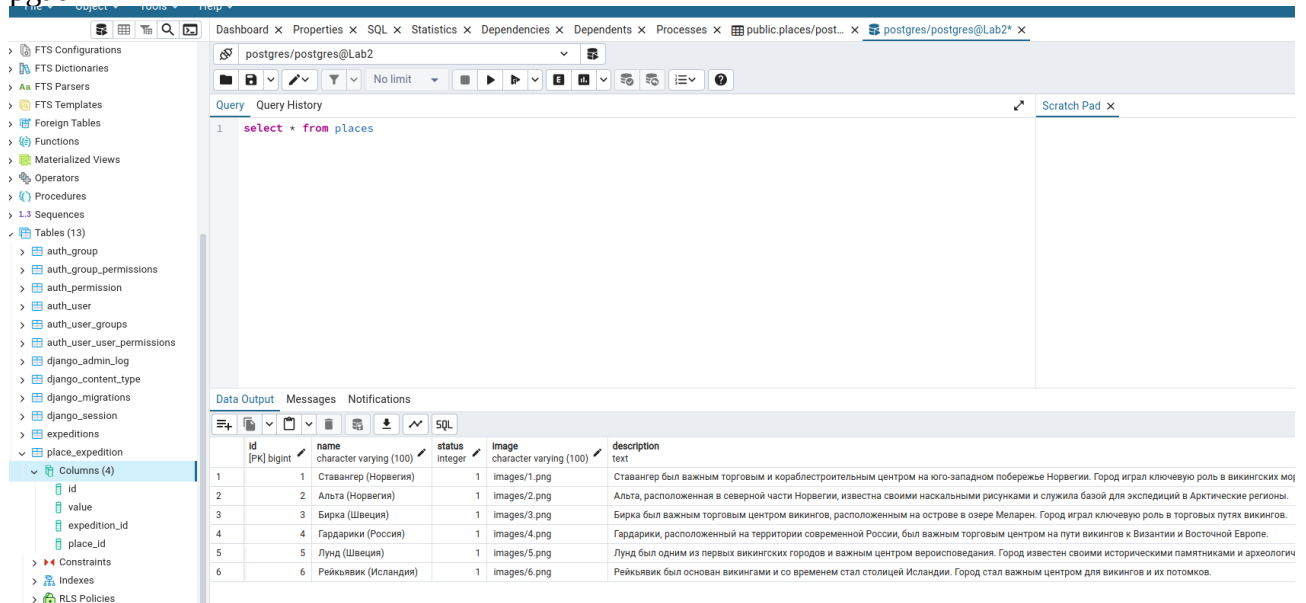 File Object Tools Help
Dashboard Properties SQL Statistics Dependencies Dependents Processes public.places/post... postgres/postgres@Lab2*
postgres/postgres@Lab2
No limit
Query Query History
Scratch Pad
1 select * from places
FTS Configurations
FTS Dictionaries
Aa FTS Parsers
FTS Templates
Foreign Tables
Functions
Materialized Views
Operators
Procedures
1..3 Sequences
Tables (13)
auth_group
auth_group_permissions
auth_permission
auth_user
auth_user_groups
auth_user_user_permissions
django_admin_log
django_content_type
django_migrations
django_session
expeditions
place_expedition
Columns (4)
id
value
expedition_id
place_id
Constraints
Indexes
RLS Policies
Data Output Messages Notifications
SQL
id name status image description
[PK] bigint character varying (100) integer character varying (100) text
1 1 Ставангер (Норвегия) 1 images/1.png Ставангер был важным торговым и кораблестроительным центром на юго-западном побережье Норвегии. Город играл ключевую роль в викингских
2 2 Альта (Норвегия) 1 images/2.png Альта, расположенная в северной части Норвегии, известна своими наскальными рисунками и служила базой для экспедиций в Арктические регионы.
3 3 Бирка (Швеция) 1 images/3.png Бирка был важным торговым центром викингов, расположенным на острове в озере Меларен. Город играл ключевую роль в торговых путях викингов.
4 4 Гардарики (Россия) 1 images/4.png Гардарики, расположенный на территории современной России, был важным торговым центром на пути викингов к Византии и Восточной Европе.
5 5 Лунд (Швеция) 1 images/5.png Лунд был одним из первых викингских городов и важным центром вероисповедания. Город известен своими историческими памятниками и
6 6 Рейкьявик (Исландия) 1 images/6.png Рейкьявик был основан викингами и со временем стал столицей Исландии. Город стал важным центром для викингов и их потомков.